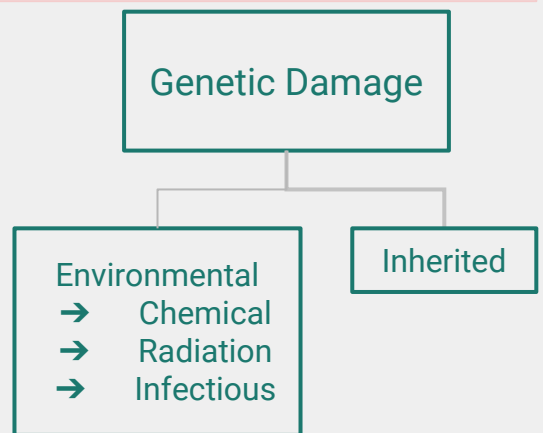 Genetic Damage
Environmental
➔ Chemical
➔ Radiation
➔ Infectious
Inherited